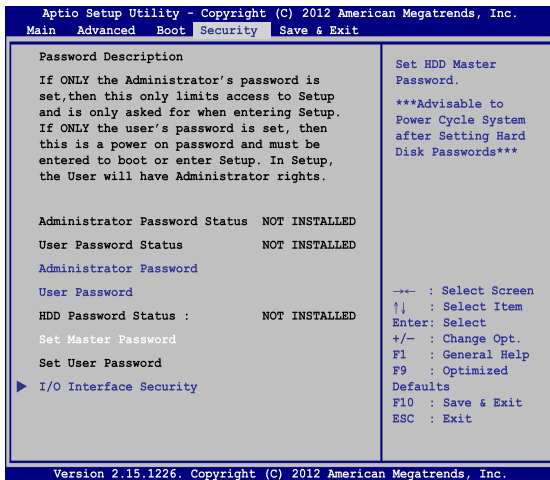 Aptio Setup Utility - Copyright (C) 2012 American Megatrends, Inc.
Main Advanced Boot Security Save & Exit
Password Description
If ONLY the Administrator's password is
set,then this only limits access to Setup
and is only asked for when entering Setup.
If ONLY the user's password is set, then
this is a power on password and must be
entered to boot or enter Setup. In Setup,
the User will have Administrator rights.
Administrator Password Status NOT INSTALLED
User Password Status NOT INSTALLED
Administrator Password
User Password
HDD Password Status : NOT INSTALLED
Set Master Password
Set User Password
I/O Interface Security
Set HDD Master
Password.
***Advisable to
Power Cycle System
after Setting Hard
Disk Passwords***
→← : Select Screen
↑↓ : Select Item
Enter: Select
+/— : Change Opt.
F1 : General Help
F9 : Optimized
Defaults
F10 : Save & Exit
ESC : Exit
Version 2.15.1226. Copyright (C) 2012 American Megatrends, Inc.